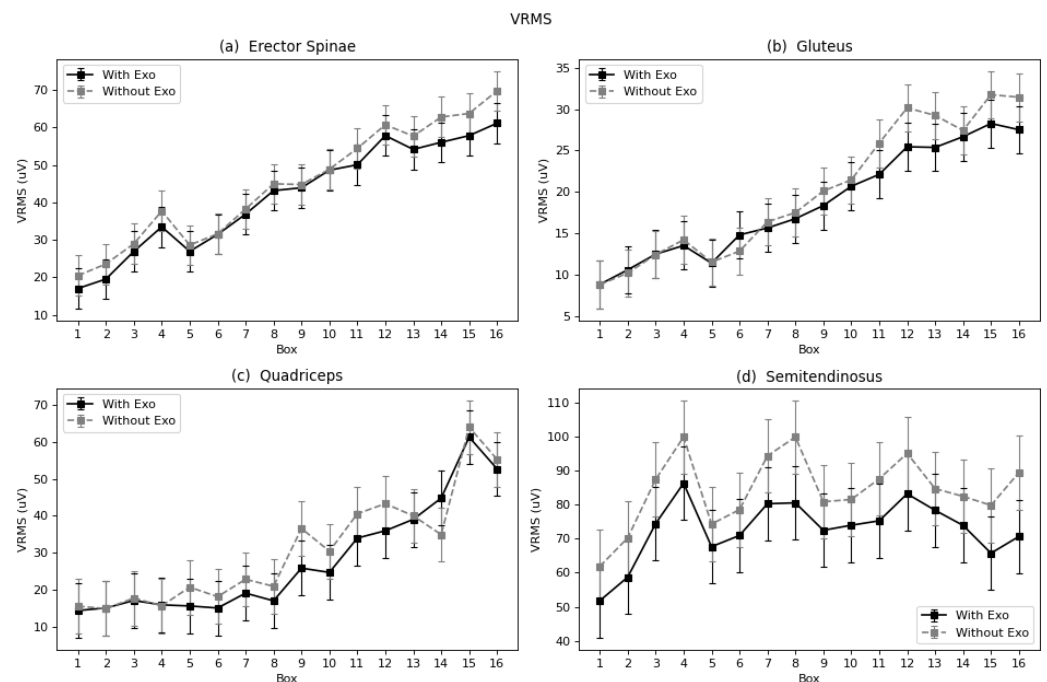 VRMS
(a) Erector Spinae
With Exo
Without Exo
VRMS (uV)
70
60
50
40
30
20
10
1 2 3 4 5 6 7 8 9 10 11 12 13 14 15 16
Box
(b) Gluteus
With Exo
Without Exo
VRMS (uV)
35
30
25
20
15
10
5
1 2 3 4 5 6 7 8 9 10 11 12 13 14 15 16
Box
(c) Quadriceps
With Exo
Without Exo
VRMS (uV)
70
60
50
40
30
20
10
1 2 3 4 5 6 7 8 9 10 11 12 13 14 15 16
Box
(d) Semitendinosus
VRMS (uV)
110
100
90
80
70
60
50
40
With Exo
Without Exo
1 2 3 4 5 6 7 8 9 10 11 12 13 14 15 16
Box